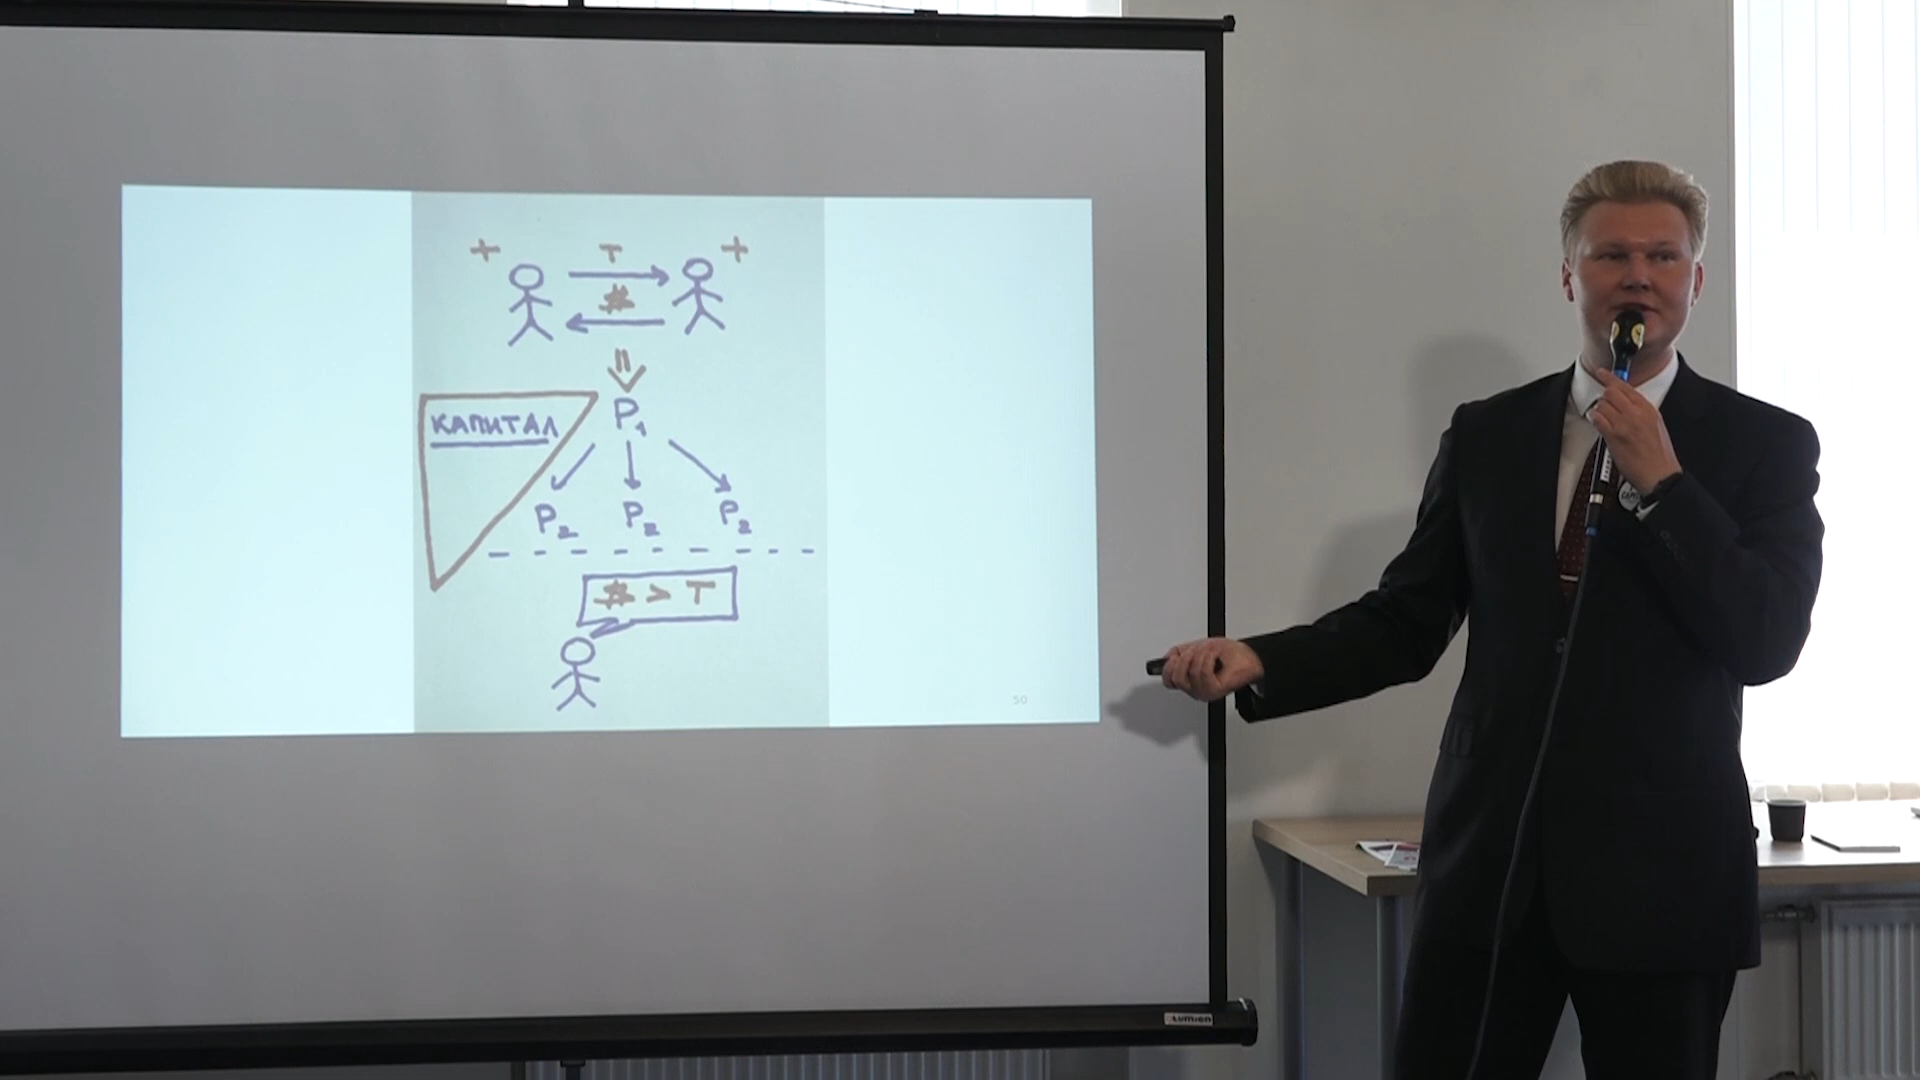 + T +
#
⇓
КАПИТАЛ
P1
P2 P2 P2
# > T
50
Lumien